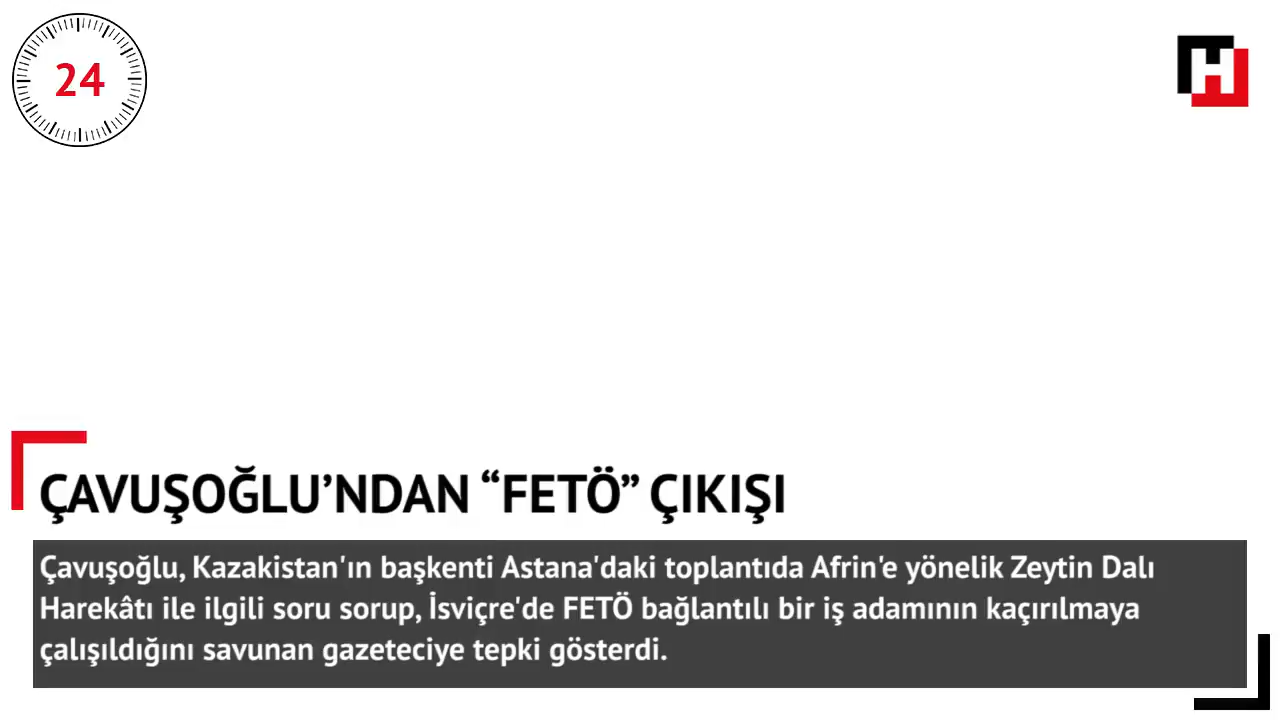 24
H
ÇAVUŞOĞLU’NDAN “FETÖ” ÇIKIŞI
Çavuşoğlu, Kazakistan'ın başkenti Astana'daki toplantıda Afrin'e yönelik Zeytin Dalı
Harekâtı ile ilgili soru sorup, İsviçre'de FETÖ bağlantılı bir iş adamının kaçırılmaya
çalışıldığını savunan gazeteciye tepki gösterdi.